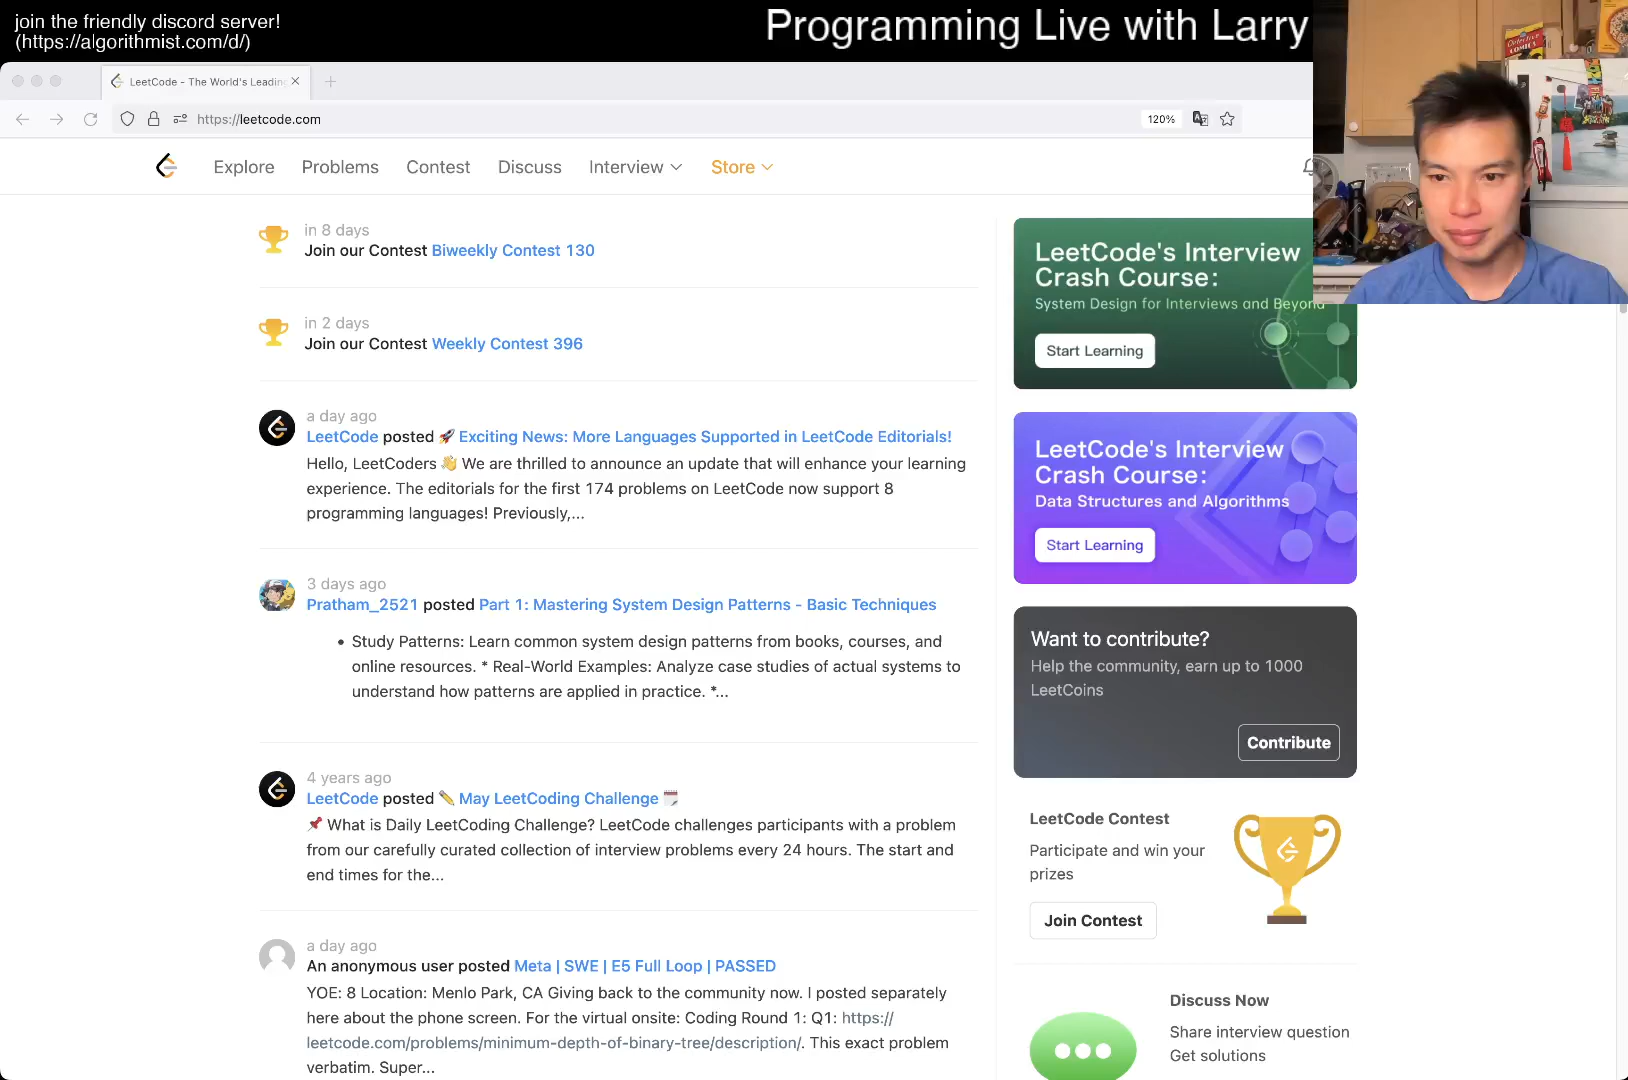 join the friendly discord server!
(https://algorithmist.com/d/)
Programming Live with Larry
LeetCode - The World's Leading
https://leetcode.com
120%
Explore
Problems
Contest
Discuss
Interview
Store
in 8 days
Join our Contest Biweekly Contest 130
in 2 days
Join our Contest Weekly Contest 396
a day ago
LeetCode posted 🚀 Exciting News: More Languages Supported in LeetCode Editorials!
Hello, LeetCoders 👋 We are thrilled to announce an update that will enhance your learning
experience. The editorials for the first 174 problems on LeetCode now support 8
programming languages! Previously,...
3 days ago
Pratham_2521 posted Part 1: Mastering System Design Patterns - Basic Techniques
• Study Patterns: Learn common system design patterns from books, courses, and
online resources. * Real-World Examples: Analyze case studies of actual systems to
understand how patterns are applied in practice. *...
4 years ago
LeetCode posted ✏️ May LeetCoding Challenge 🗓️
📌 What is Daily LeetCoding Challenge? LeetCode challenges participants with a problem
from our carefully curated collection of interview problems every 24 hours. The start and
end times for the...
a day ago
An anonymous user posted Meta | SWE | E5 Full Loop | PASSED
YOE: 8 Location: Menlo Park, CA Giving back to the community now. I posted separately
here about the phone screen. For the virtual onsite: Coding Round 1: Q1: https://
leetcode.com/problems/minimum-depth-of-binary-tree/description/. This exact problem
verbatim. Super...
LeetCode's Interview
Crash Course:
System Design for Interviews and Beyond
Start Learning
LeetCode's Interview
Crash Course:
Data Structures and Algorithms
Start Learning
Want to contribute?
Help the community, earn up to 1000
LeetCoins
Contribute
LeetCode Contest
Participate and win your
prizes
Join Contest
Discuss Now
Share interview question
Get solutions
DETECTIVE
COMICS